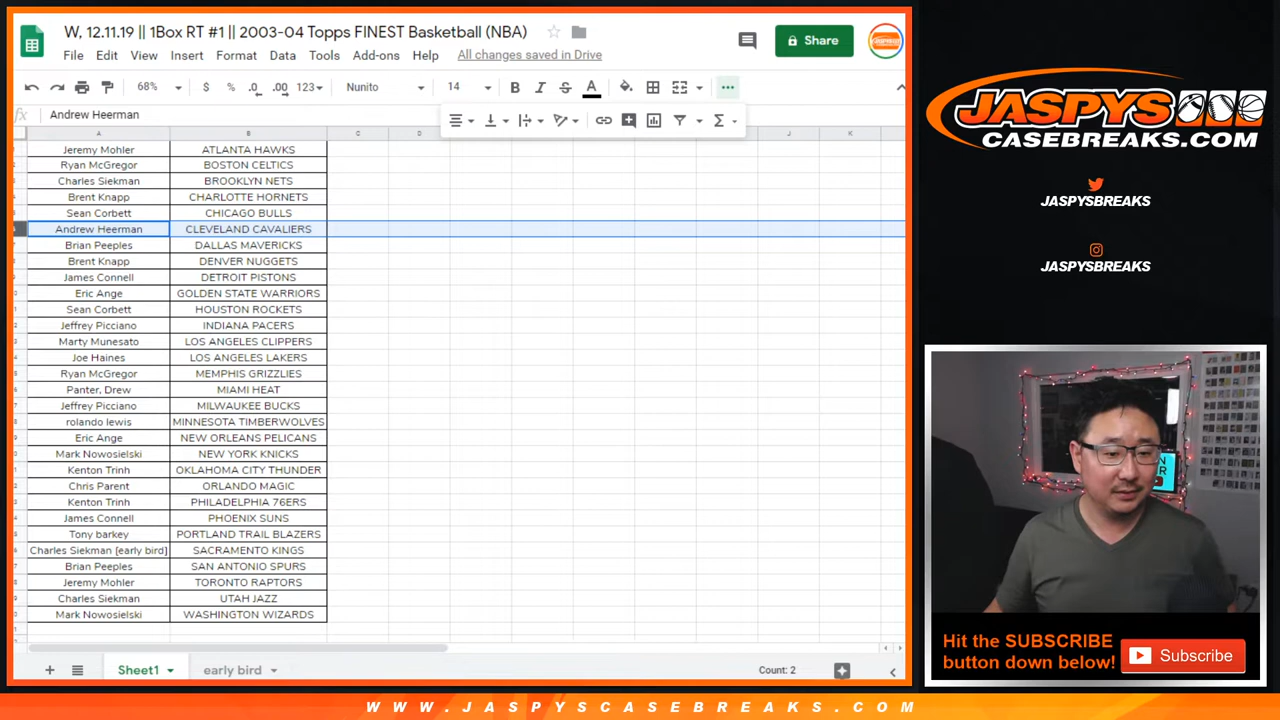 W, 12.11.19 || 1Box RT #1 || 2003-04 Topps FINEST Basketball (NBA)
File Edit View Insert Format Data Tools Add-ons Help All changes saved in Drive
Share
68% $ % .0 .00 123 Nunito 14 B I S A
fx Andrew Heerman
A B C D J K
Jeremy Mohler ATLANTA HAWKS
Ryan McGregor BOSTON CELTICS
Charles Siekman BROOKLYN NETS
Brent Knapp CHARLOTTE HORNETS
Sean Corbett CHICAGO BULLS
Andrew Heerman CLEVELAND CAVALIERS
Brian Peeples DALLAS MAVERICKS
Brent Knapp DENVER NUGGETS
James Connell DETROIT PISTONS
Eric Ange GOLDEN STATE WARRIORS
Sean Corbett HOUSTON ROCKETS
Jeffrey Picciano INDIANA PACERS
Marty Munesato LOS ANGELES CLIPPERS
Joe Haines LOS ANGELES LAKERS
Ryan McGregor MEMPHIS GRIZZLIES
Panter, Drew MIAMI HEAT
Jeffrey Picciano MILWAUKEE BUCKS
rolando lewis MINNESOTA TIMBERWOLVES
Eric Ange NEW ORLEANS PELICANS
Mark Nowosielski NEW YORK KNICKS
Kenton Trinh OKLAHOMA CITY THUNDER
Chris Parent ORLANDO MAGIC
Kenton Trinh PHILADELPHIA 76ERS
James Connell PHOENIX SUNS
Tony barkey PORTLAND TRAIL BLAZERS
Charles Siekman [early bird] SACRAMENTO KINGS
Brian Peeples SAN ANTONIO SPURS
Jeremy Mohler TORONTO RAPTORS
Charles Siekman UTAH JAZZ
Mark Nowosielski WASHINGTON WIZARDS
Sheet1 early bird Count: 2
JASPYS
CASEBREAKS.COM
JASPYSBREAKS
JASPYSBREAKS
Hit the SUBSCRIBE
button down below!
Subscribe
WWW.JASPYSCASEBREAKS.COM